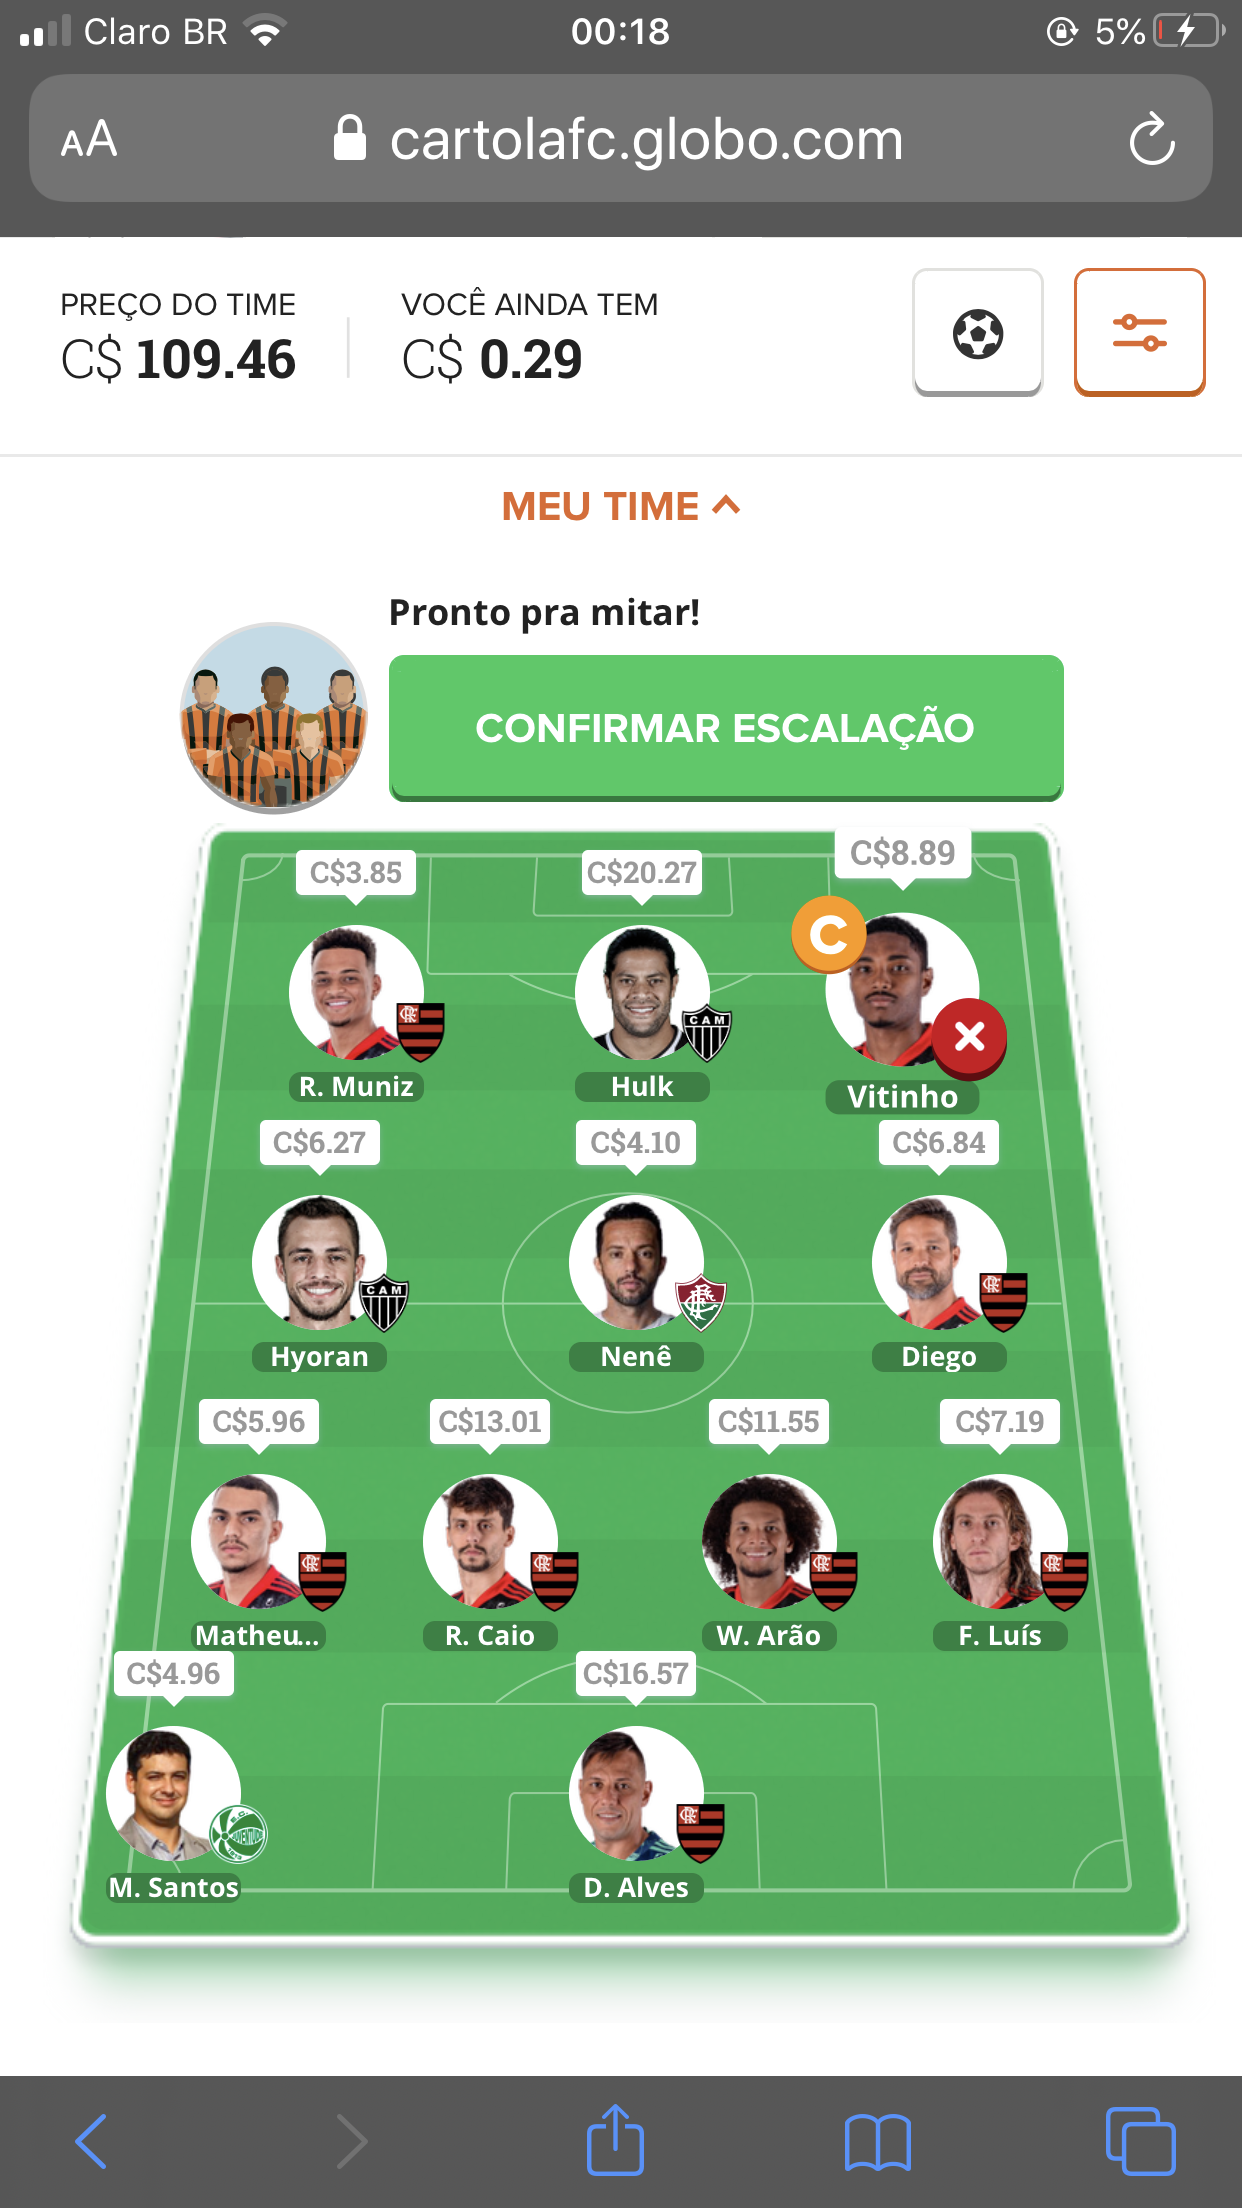 Claro BR 00:18 5%
AA cartolafc.globo.com
PREÇO DO TIME VOCÊ AINDA TEM
C$ 109.46 C$ 0.29
MEU TIME
Pronto pra mitar!
CONFIRMAR ESCALAÇÃO
C$3.85 C$20.27 C$8.89
C
CAM
R. Muniz Hulk Vitinho
C$6.27 C$4.10 C$6.84
CAM
Hyoran Nenê Diego
C$5.96 C$13.01 C$11.55 C$7.19
Matheu... R. Caio W. Arão F. Luís
C$4.96 C$16.57
M. Santos D. Alves